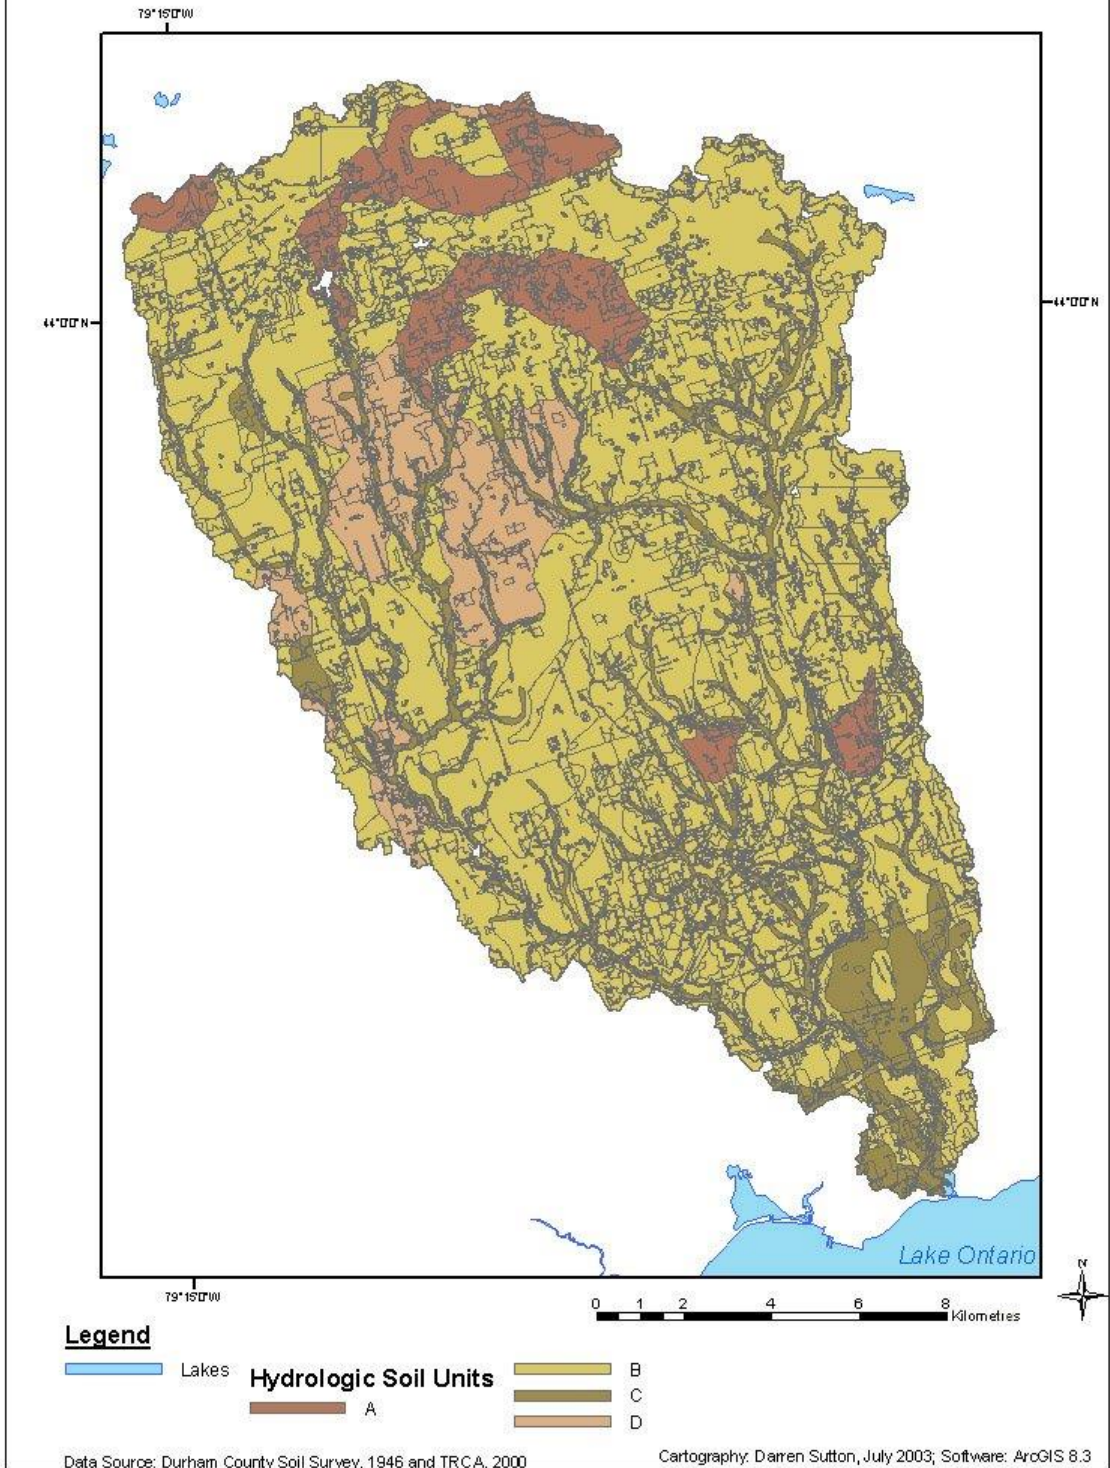 79°15'0"W
44°0'0"N
44°0'0"N
Lake Ontario
79°15'0"W
N
0 1 2 4 6 8
Kilometres
Legend
Lakes
Hydrologic Soil Units
A
B
C
D
Data Source: Durham County Soil Survey, 1946 and TRCA, 2000
Cartography: Darren Sutton, July 2003; Software: ArcGIS 8.3